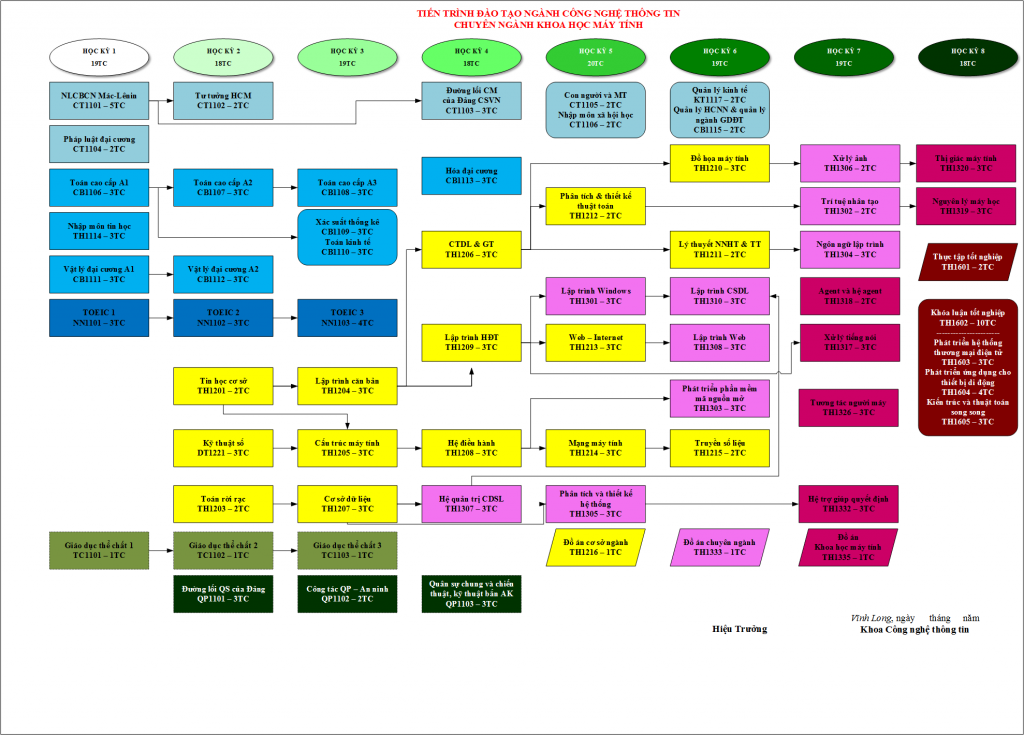 TIẾN TRÌNH ĐÀO TẠO NGÀNH CÔNG NGHỆ THÔNG TIN
CHUYÊN NGÀNH KHOA HỌC MÁY TÍNH
HỌC KỲ 1
19TC
HỌC KỲ 2
18TC
HỌC KỲ 3
19TC
HỌC KỲ 4
18TC
HỌC KỲ 5
20TC
HỌC KỲ 6
19TC
HỌC KỲ 7
19TC
HỌC KỲ 8
18TC
NLCBCN Mác-Lênin
CT1101 – 5TC
Tư tưởng HCM
CT1102 – 2TC
Đường lối CM
của Đảng CSVN
CT1103 – 3TC
Con người và MT
CT1105 – 2TC
Nhập môn xã hội học
CT1106 – 2TC
Quản lý kinh tế
KT1117 – 2TC
Quản lý HCNN & quản lý
ngành GDĐT
CB1115 – 2TC
Pháp luật đại cương
CT1104 – 2TC
Hóa đại cương
CB1113 – 3TC
Đồ họa máy tính
TH1210 – 3TC
Xử lý ảnh
TH1306 – 2TC
Thị giác máy tính
TH1320 – 3TC
Toán cao cấp A1
CB1106 – 3TC
Toán cao cấp A2
CB1107 – 3TC
Toán cao cấp A3
CB1108 – 3TC
Phân tích & thiết kế
thuật toán
TH1212 – 2TC
Trí tuệ nhân tạo
TH1302 – 2TC
Nguyên lý máy học
TH1319 – 3TC
Nhập môn tin học
TH1114 – 3TC
Xác suất thống kê
CB1109 – 3TC
Toán kinh tế
CB1110 – 3TC
CTDL & GT
TH1206 – 3TC
Lý thuyết NNHT & TT
TH1211 – 2TC
Ngôn ngữ lập trình
TH1304 – 3TC
Thực tập tốt nghiệp
TH1601 – 2TC
Vật lý đại cương A1
CB1111 – 3TC
Vật lý đại cương A2
CB1112 – 3TC
Lập trình Windows
TH1301 – 3TC
Lập trình CSDL
TH1310 – 3TC
Agent và hệ agent
TH1318 – 2TC
TOEIC 1
NN1101 – 3TC
TOEIC 2
NN1102 – 3TC
TOEIC 3
NN1103 – 4TC
Lập trình HĐT
TH1209 – 3TC
Web – Internet
TH1213 – 3TC
Lập trình Web
TH1308 – 3TC
Xử lý tiếng nói
TH1317 – 3TC
Khóa luận tốt nghiệp
TH1602 – 10TC
Phát triển hệ thống
thương mại điện tử
TH1603 – 3TC
Phát triển ứng dụng cho
thiết bị di động
TH1604 – 4TC
Kiến trúc và thuật toán
song song
TH1605 – 3TC
Tin học cơ sở
TH1201 – 2TC
Lập trình căn bản
TH1204 – 3TC
Phát triển phần mềm
mã nguồn mở
TH1303 – 3TC
Tương tác người máy
TH1326 – 3TC
Kỹ thuật số
DT1221 – 3TC
Cấu trúc máy tính
TH1205 – 3TC
Hệ điều hành
TH1208 – 3TC
Mạng máy tính
TH1214 – 3TC
Truyền số liệu
TH1215 – 2TC
Toán rời rạc
TH1203 – 2TC
Cơ sở dữ liệu
TH1207 – 3TC
Hệ quản trị CDSL
TH1307 – 3TC
Phân tích và thiết kế
hệ thống
TH1305 – 3TC
Hệ trợ giúp quyết định
TH1332 – 3TC
Giáo dục thể chất 1
TC1101 – 1TC
Giáo dục thể chất 2
TC1102 – 1TC
Giáo dục thể chất 3
TC1103 – 1TC
Đồ án cơ sở ngành
TH1216 – 1TC
Đồ án chuyên ngành
TH1333 – 1TC
Đồ án
Khoa học máy tính
TH1335 – 1TC
Đường lối QS của Đảng
QP1101 – 3TC
Công tác QP – An ninh
QP1102 – 2TC
Quân sự chung và chiến
thuật, kỹ thuật bắn AK
QP1103 – 3TC
Vĩnh Long, ngày tháng năm
Hiệu Trưởng
Khoa Công nghệ thông tin